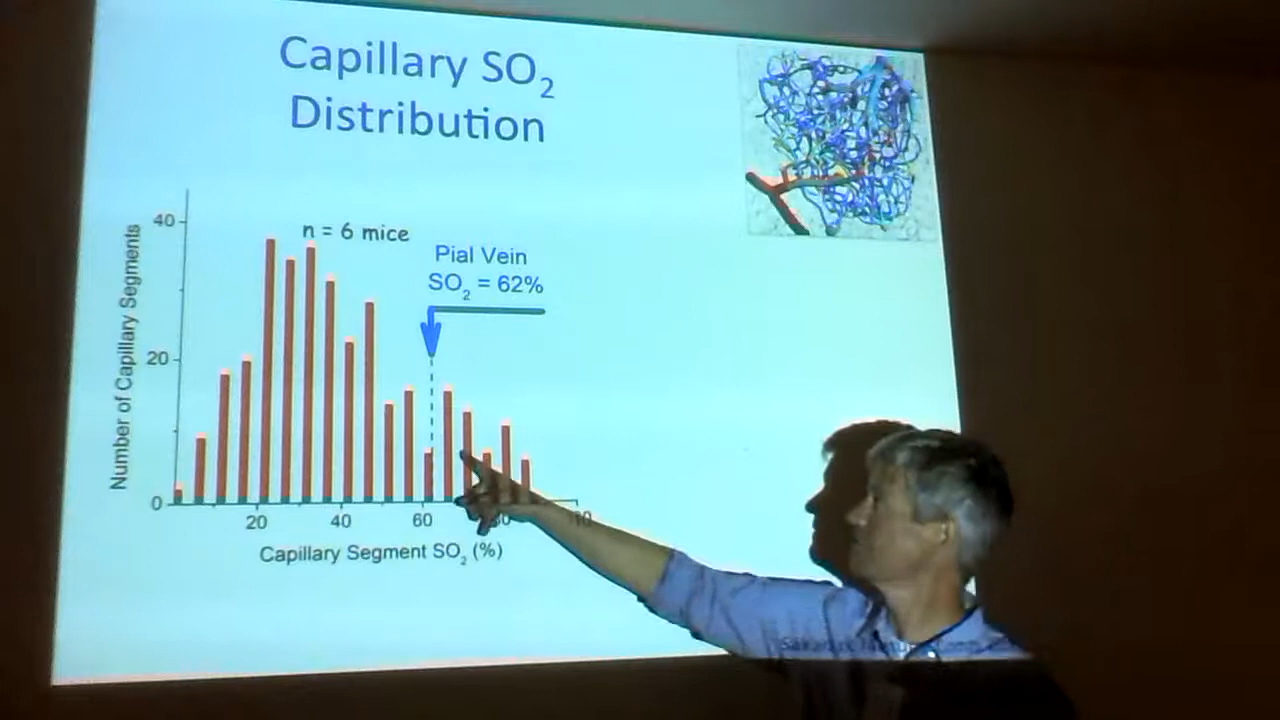 Capillary SO₂
Distribution
n = 6 mice
Pial Vein
SO₂ = 62%
Number of Capillary Segments
40
20
0
20
40
60
Capillary Segment SO₂ (%)